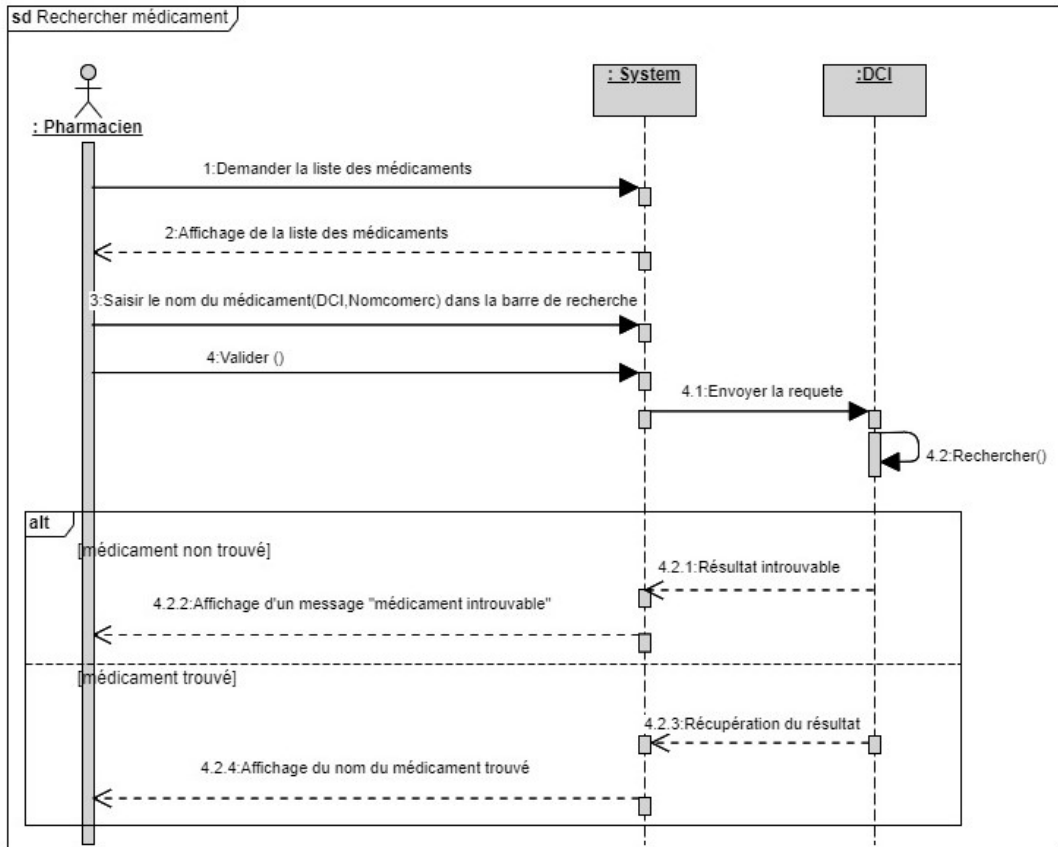 sd Rechercher médicament
: Pharmacien
: System
:DCI
1:Demander la liste des médicaments
2:Affichage de la liste des médicaments
3:Saisir le nom du médicament(DCI,Nomcomerc) dans la barre de recherche
4:Valider ()
4.1:Envoyer la requete
4.2:Rechercher()
alt
[médicament non trouvé]
4.2.1:Résultat introuvable
4.2.2:Affichage d'un message "médicament introuvable"
[médicament trouvé]
4.2.3:Récupération du résultat
4.2.4:Affichage du nom du médicament trouvé